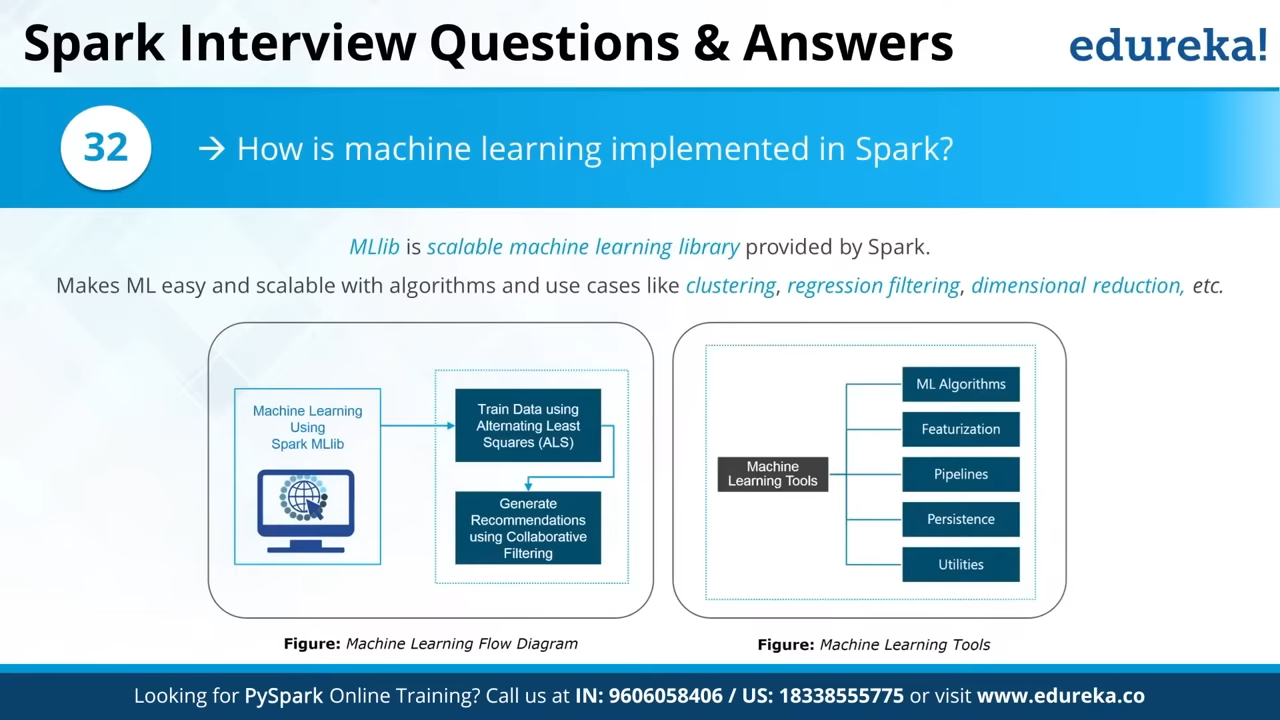 Spark Interview Questions & Answers
edureka!
32
→ How is machine learning implemented in Spark?
MLlib is scalable machine learning library provided by Spark.
Makes ML easy and scalable with algorithms and use cases like clustering, regression filtering, dimensional reduction, etc.
Machine Learning
Using
Spark MLlib
Train Data using
Alternating Least
Squares (ALS)
Generate
Recommendations
using Collaborative
Filtering
Figure: Machine Learning Flow Diagram
Machine
Learning Tools
ML Algorithms
Featurization
Pipelines
Persistence
Utilities
Figure: Machine Learning Tools
Looking for PySpark Online Training? Call us at IN: 9606058406 / US: 18338555775 or visit www.edureka.co